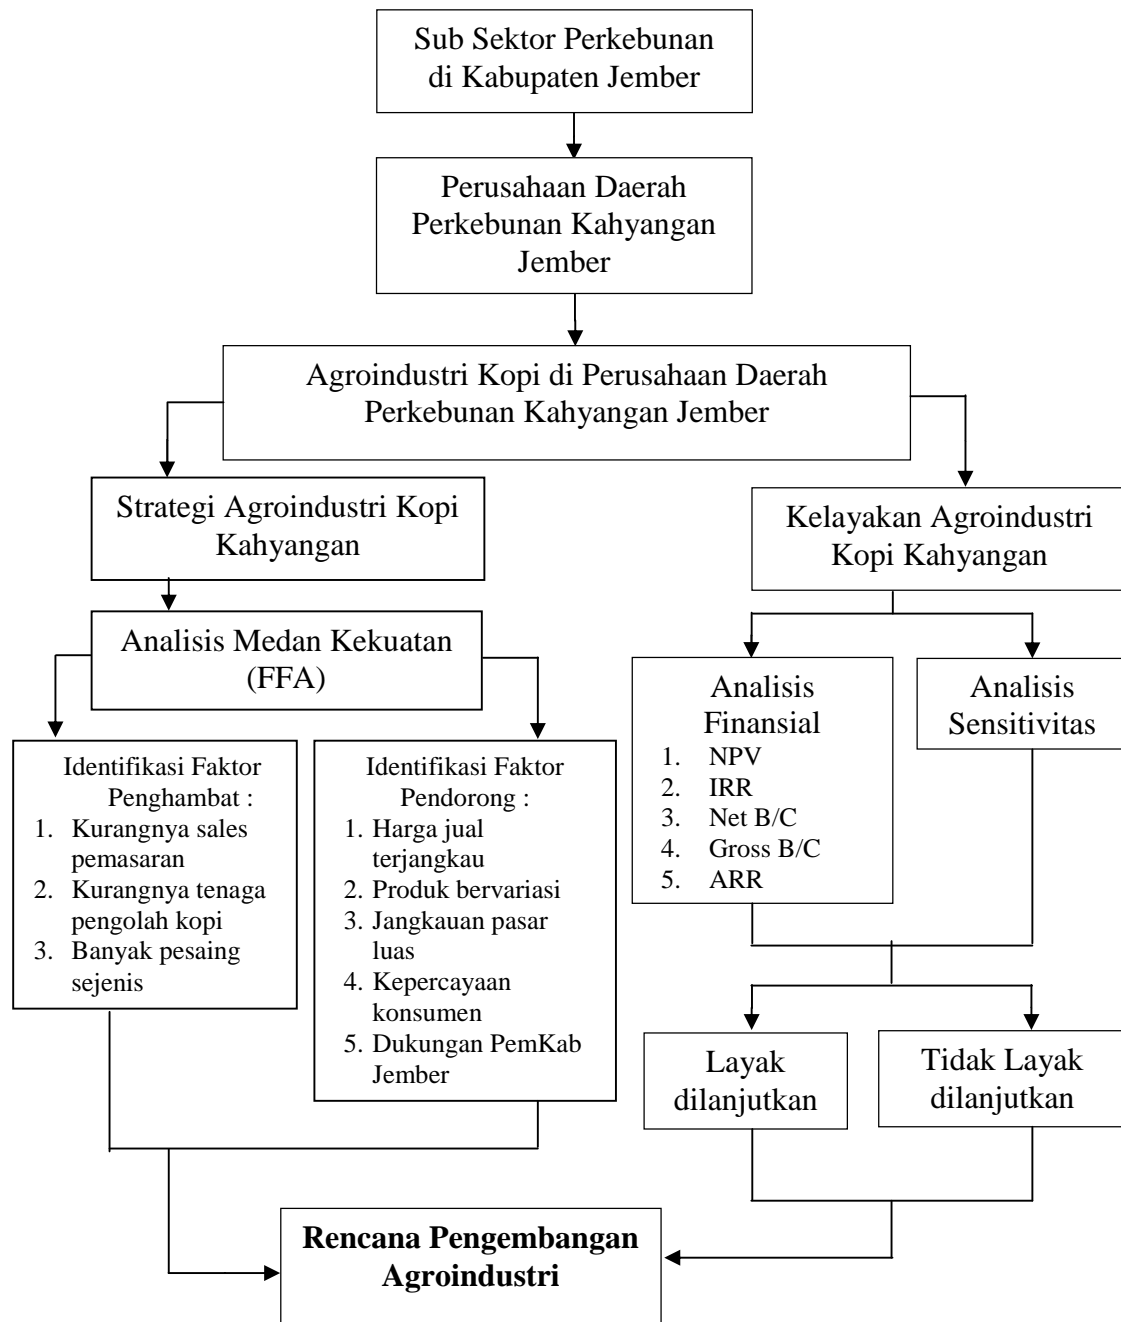 Sub Sektor Perkebunan
di Kabupaten Jember
Perusahaan Daerah
Perkebunan Kahyangan
Jember
Agroindustri Kopi di Perusahaan Daerah
Perkebunan Kahyangan Jember
Strategi Agroindustri Kopi
Kahyangan
Kelayakan Agroindustri
Kopi Kahyangan
Analisis Medan Kekuatan
(FFA)
Analisis
Finansial
1. NPV
2. IRR
3. Net B/C
4. Gross B/C
5. ARR
Analisis
Sensitivitas
Identifikasi Faktor
Penghambat :
1. Kurangnya sales
pemasaran
2. Kurangnya tenaga
pengolah kopi
3. Banyak pesaing
sejenis
Identifikasi Faktor
Pendorong :
1. Harga jual
terjangkau
2. Produk bervariasi
3. Jangkauan pasar
luas
4. Kepercayaan
konsumen
5. Dukungan PemKab
Jember
Layak
dilanjutkan
Tidak Layak
dilanjutkan
Rencana Pengembangan
Agroindustri